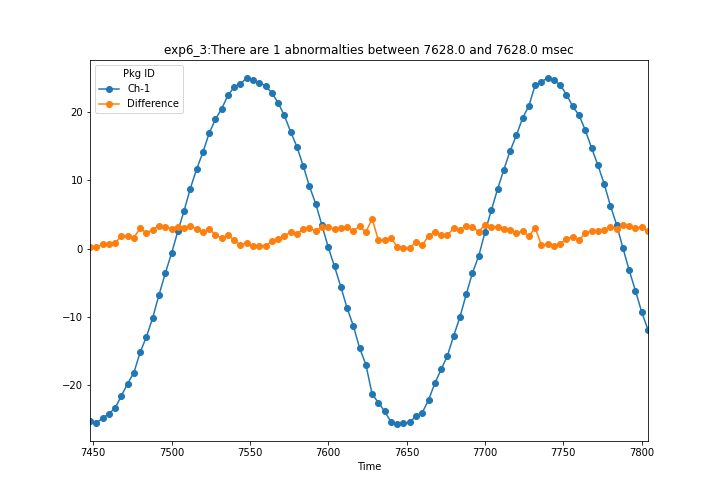 exp6_3:There are 1 abnormalties between 7628.0 and 7628.0 msec
Pkg ID
Ch-1
Difference
20
10
0
−10
−20
7450 7500 7550 7600 7650 7700 7750 7800
Time